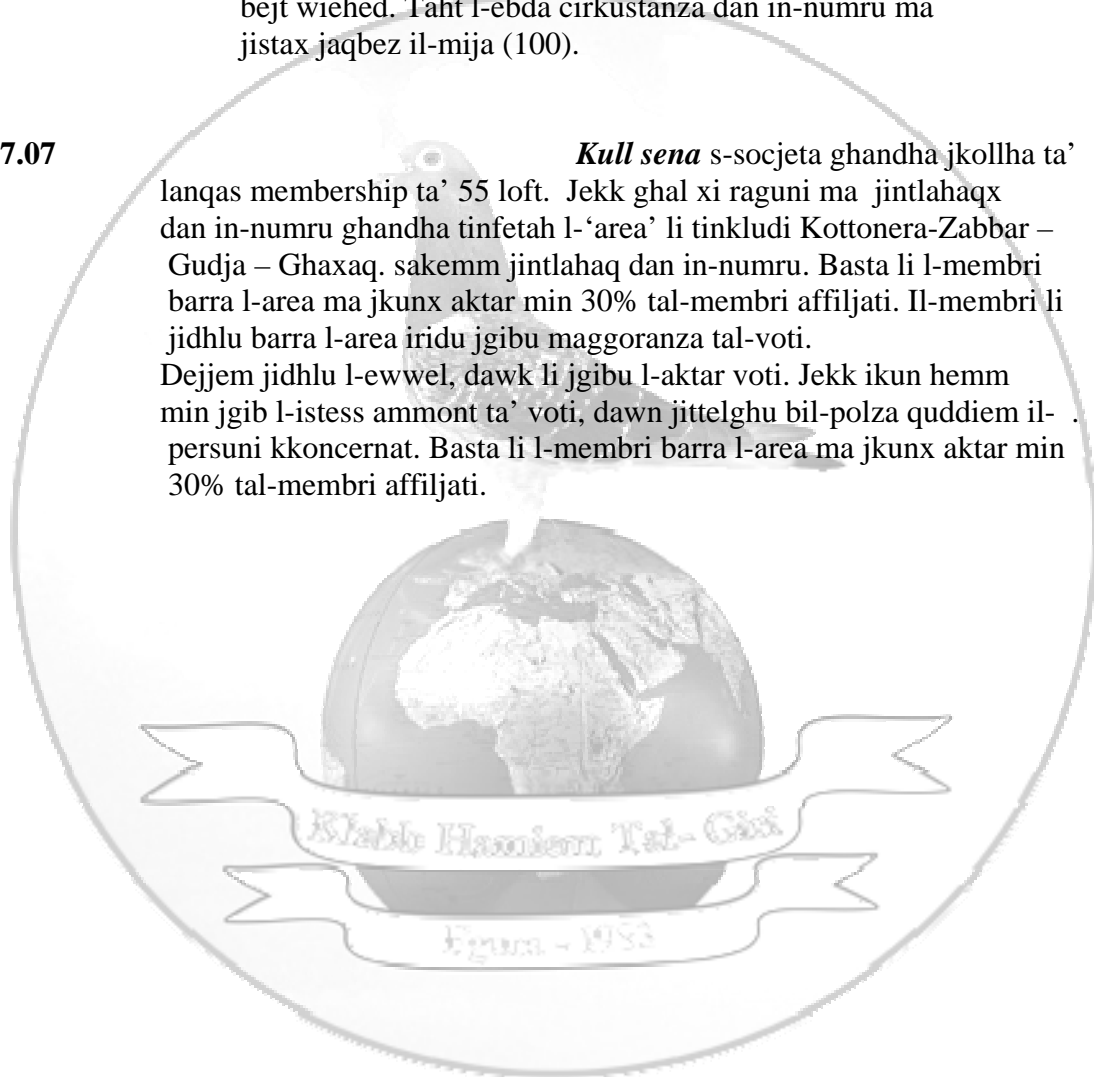 bejt wiehed. Taht l-ebda cirkustanza dan in-numru ma
jistax jaqbez il-mija (100).
7.07 Kull sena s-socjeta ghandha jkollha ta’
lanqas membership ta’ 55 loft. Jekk ghal xi raguni ma jintlahaqx
dan in-numru ghandha tinfetah l-‘area’ li tinkludi Kottonera-Zabbar –
Gudja – Ghaxaq. sakemm jintlahaq dan in-numru. Basta li l-membri
barra l-area ma jkunx aktar min 30% tal-membri affiljati. Il-membri li
jidhlu barra l-area iridu jgibu maggoranza tal-voti.
Dejjem jidhlu l-ewwel, dawk li jgibu l-aktar voti. Jekk ikun hemm
min jgib l-istess ammont ta’ voti, dawn jittelghu bil-polza quddiem il- .
persuni kkoncernat. Basta li l-membri barra l-area ma jkunx aktar min
30% tal-membri affiljati.
Hamiem Tal- Giri
- 1983